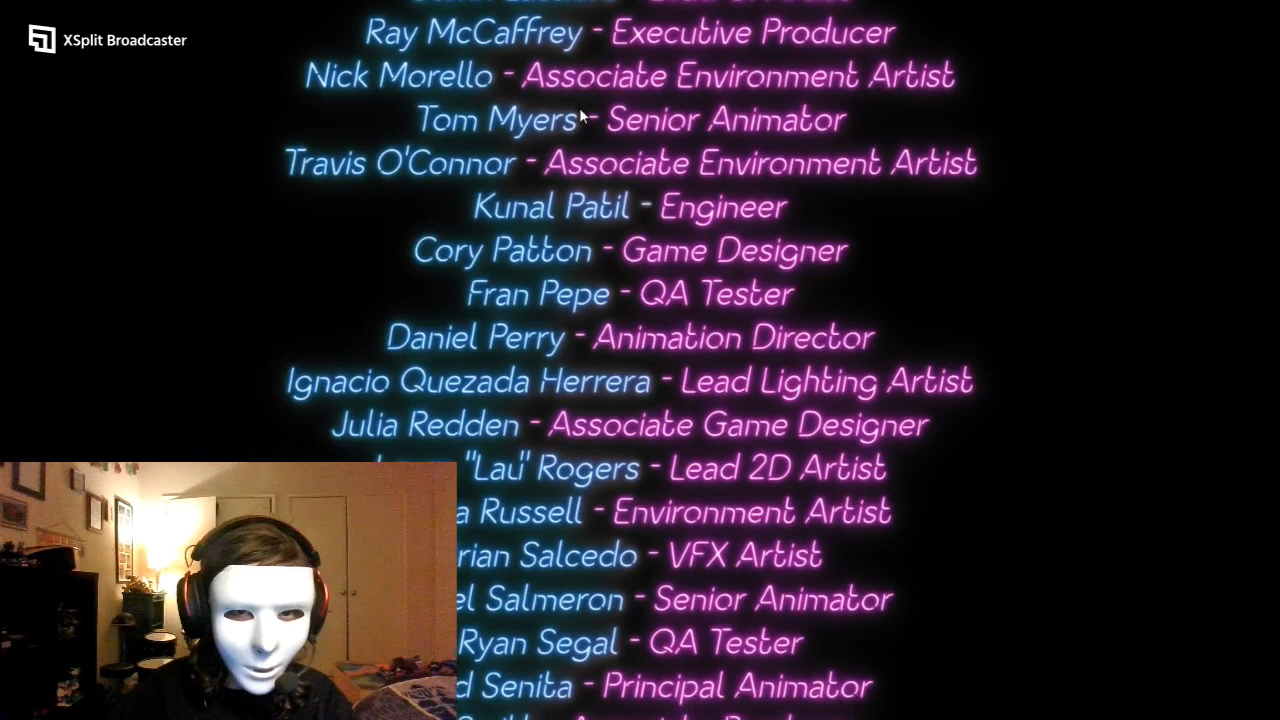 XSplit Broadcaster
Ray McCaffrey - Executive Producer
Nick Morello - Associate Environment Artist
Tom Myers - Senior Animator
Travis O'Connor - Associate Environment Artist
Kunal Patil - Engineer
Cory Patton - Game Designer
Fran Pepe - QA Tester
Daniel Perry - Animation Director
Ignacio Quezada Herrera - Lead Lighting Artist
Julia Redden - Associate Game Designer
"Lau" Rogers - Lead 2D Artist
Russell - Environment Artist
Salcedo - VFX Artist
Salmeron - Senior Animator
Ryan Segal - QA Tester
Senita - Principal Animator